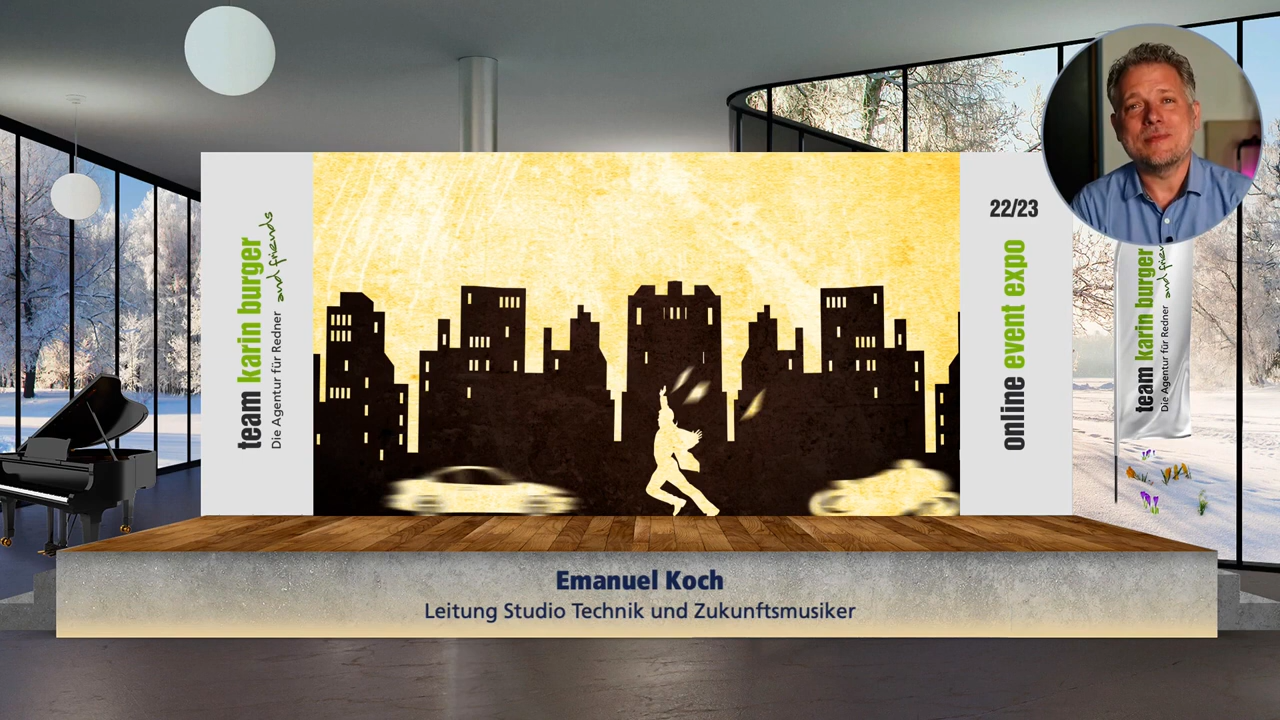 team karin burger
and friends
Die Agentur für Redner
22/23
online event expo
team karin burger
and frie
Die Agentur für Redner
Emanuel Koch
Leitung Studio Technik und Zukunftsmusiker